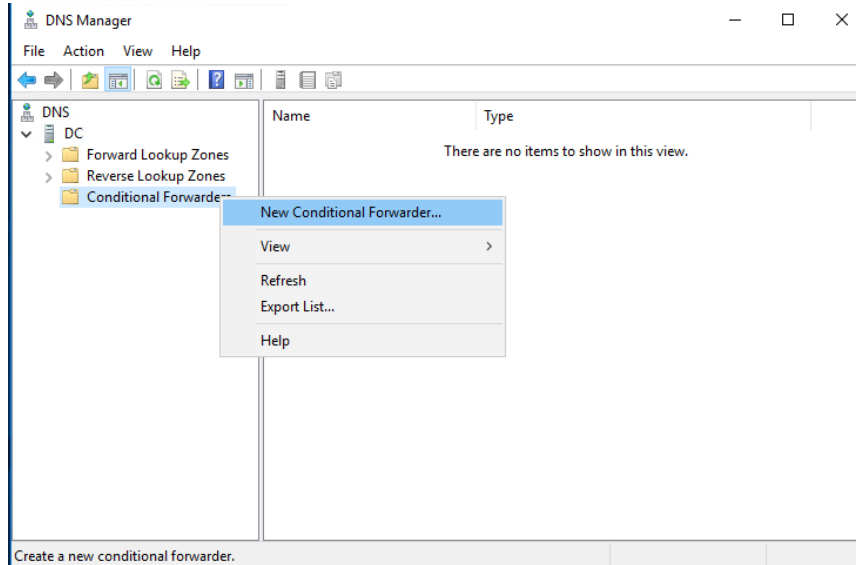 DNS Manager
File Action View Help
DNS
DC
Forward Lookup Zones
Reverse Lookup Zones
Conditional Forwarders
Name Type
There are no items to show in this view.
New Conditional Forwarder...
View
Refresh
Export List...
Help
Create a new conditional forwarder.